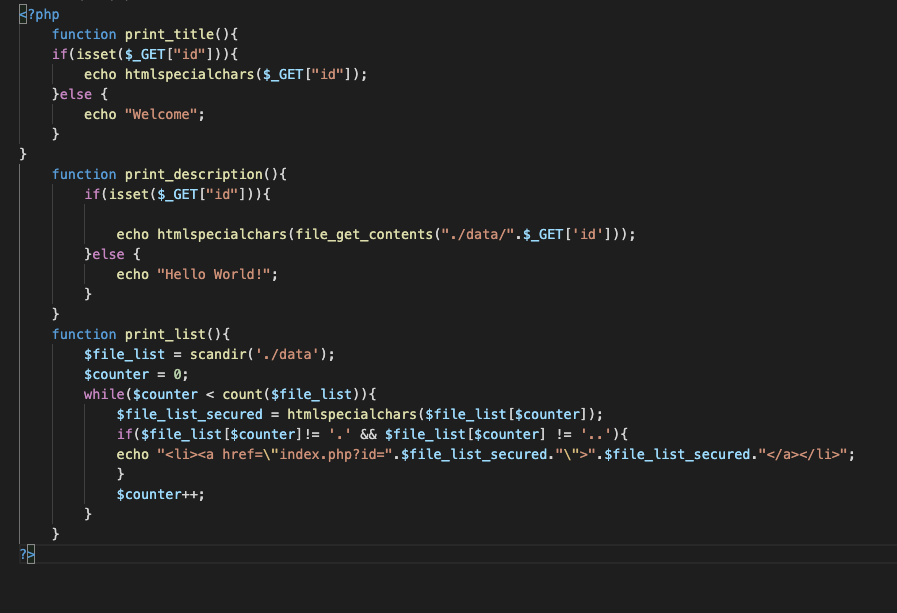 <?php
    function print_title(){
    if(isset($_GET["id"])){
        echo htmlspecialchars($_GET["id"]);
    }else {
        echo "Welcome";
    }
}
    function print_description(){
        if(isset($_GET["id"])){

            echo htmlspecialchars(file_get_contents("./data/".$_GET['id']));
        }else {
            echo "Hello World!";
        }
    }
    function print_list(){
        $file_list = scandir('./data');
        $counter = 0;
        while($counter < count($file_list)){
            $file_list_secured = htmlspecialchars($file_list[$counter]);
            if($file_list[$counter]!= '.' && $file_list[$counter] != '..'){
            echo "<li><a href=\"index.php?id=".$file_list_secured."\">".$file_list_secured."</a></li>";
            }
            $counter++;
        }
    }
?>